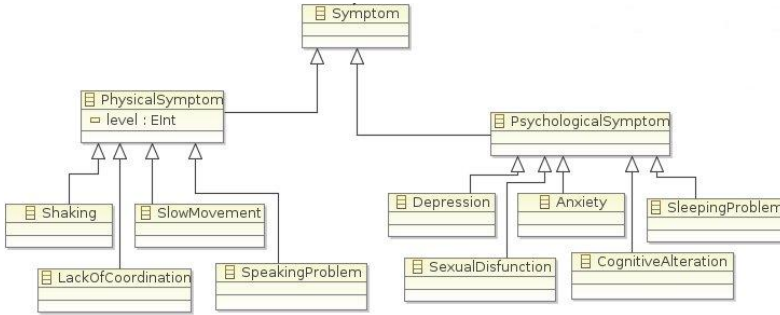 Symptom
PhysicalSymptom
level : EInt
PsychologicalSymptom
Depression
Anxiety
SleepingProblem
Shaking
SlowMovement
SexualDisfunction
CognitiveAlteration
LackOfCoordination
SpeakingProblem